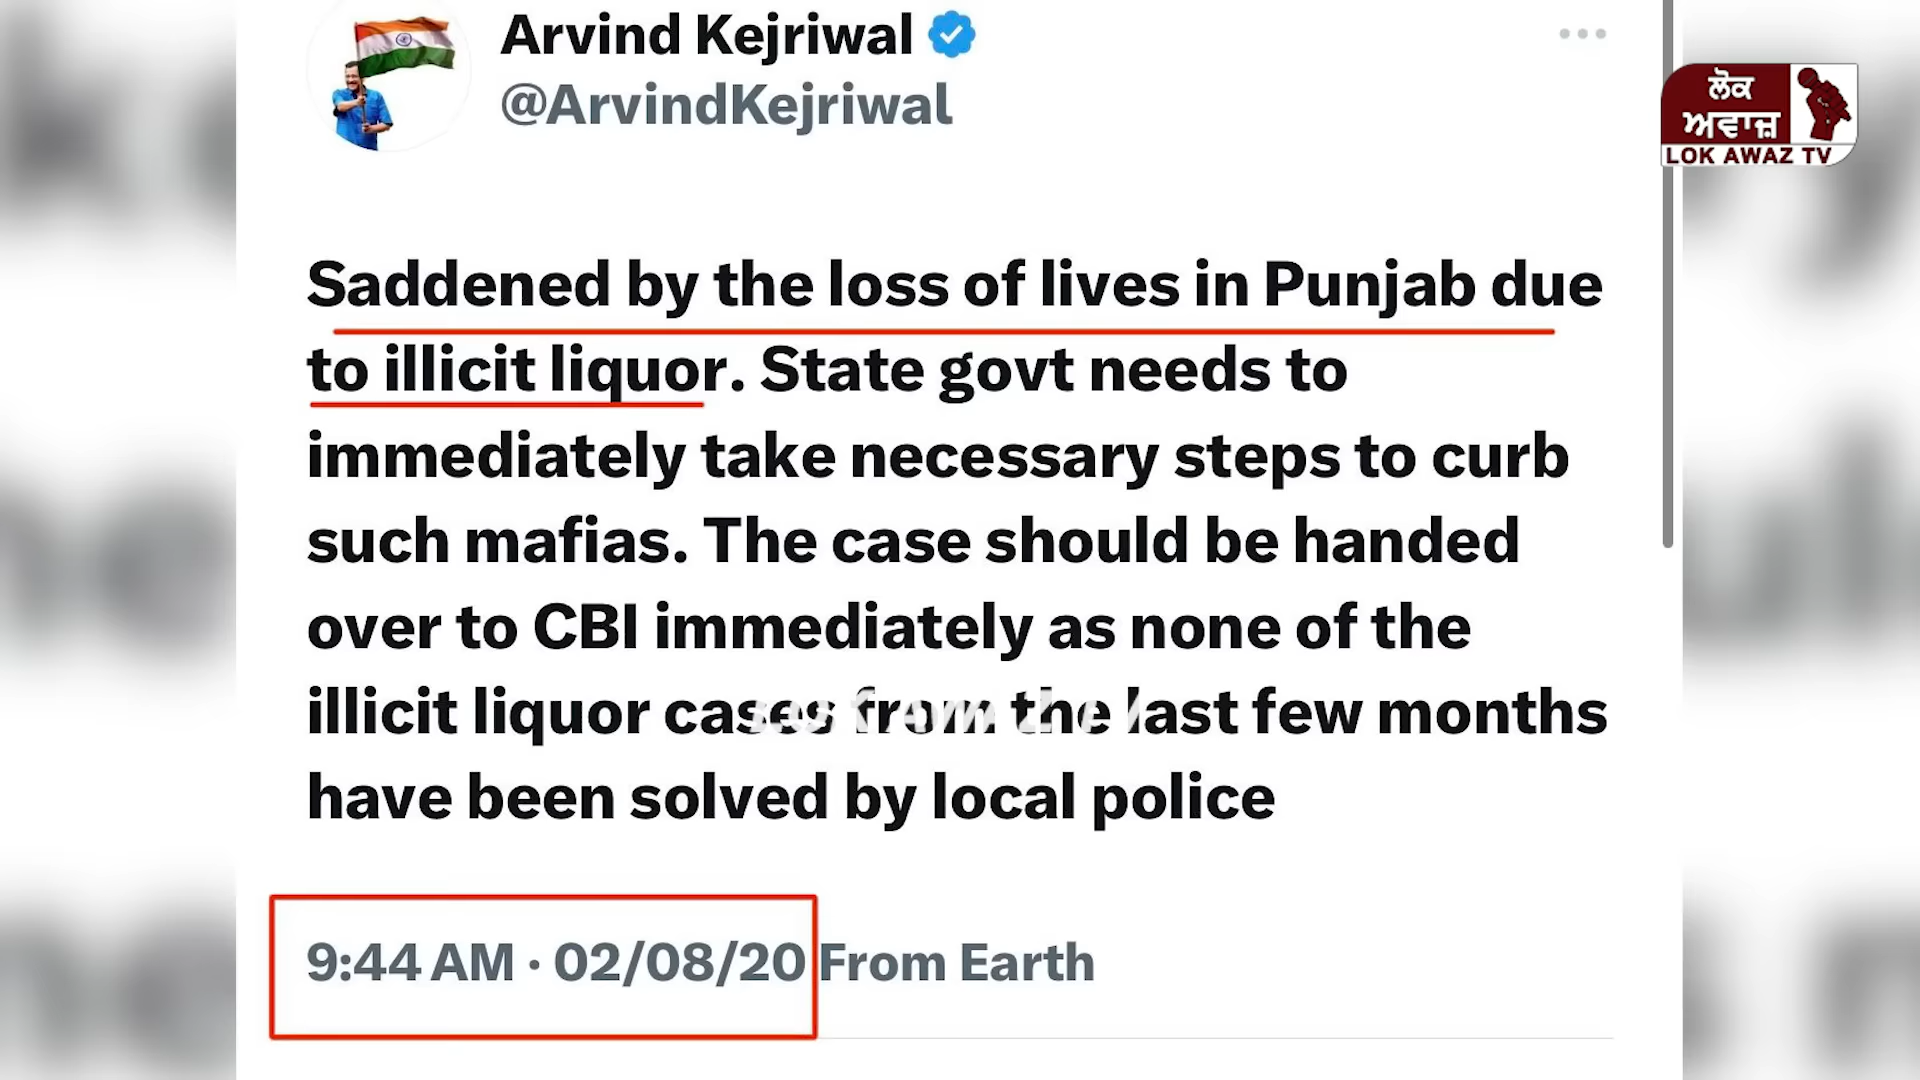 Arvind Kejriwal
@ArvindKejriwal
ਲੋਕ
ਅਵਾਜ਼
LOK AWAZ TV
Saddened by the loss of lives in Punjab due
to illicit liquor. State govt needs to
immediately take necessary steps to curb
such mafias. The case should be handed
over to CBI immediately as none of the
illicit liquor cases from the last few months
have been solved by local police
LOK AWAZ TV
9:44 AM · 02/08/20 From Earth